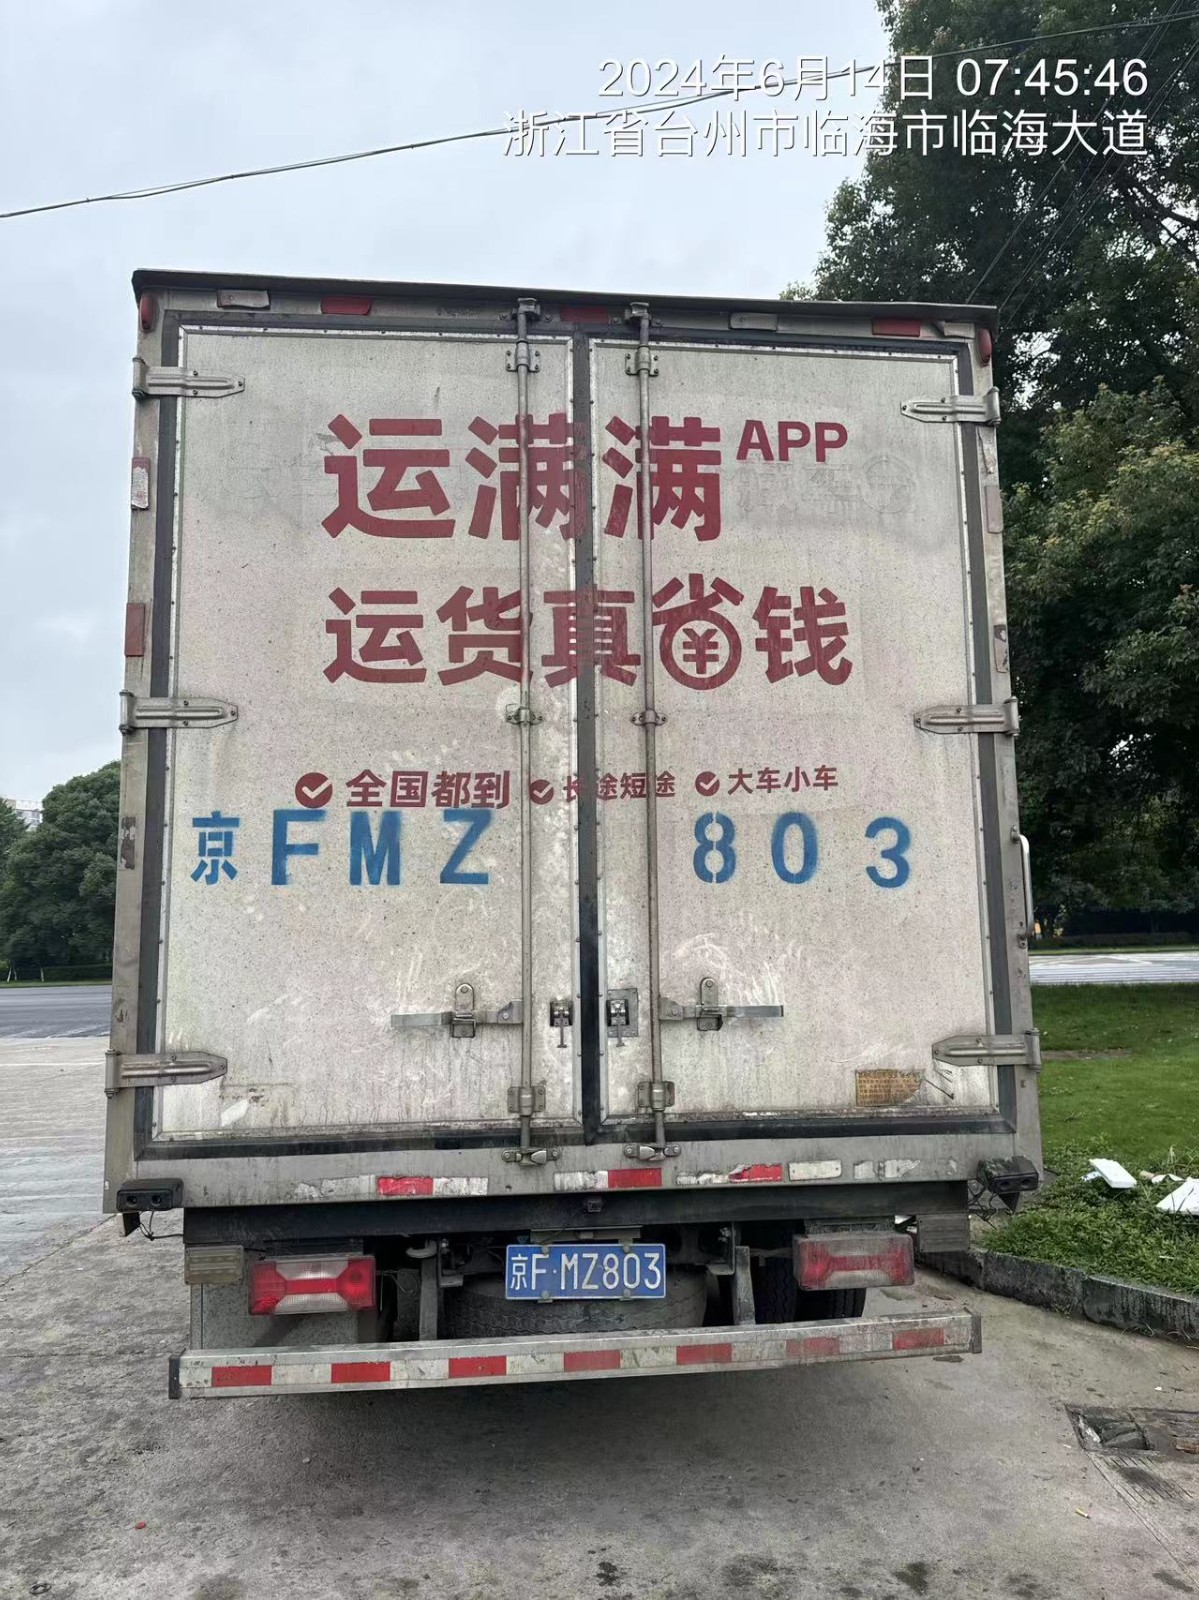 2024年6月14日 07:45:46
浙江省台州市临海市临海大道
运满满APP
运货真省钱
全国都到 长途短途 大车小车
京FMZ 803
京F·MZ803